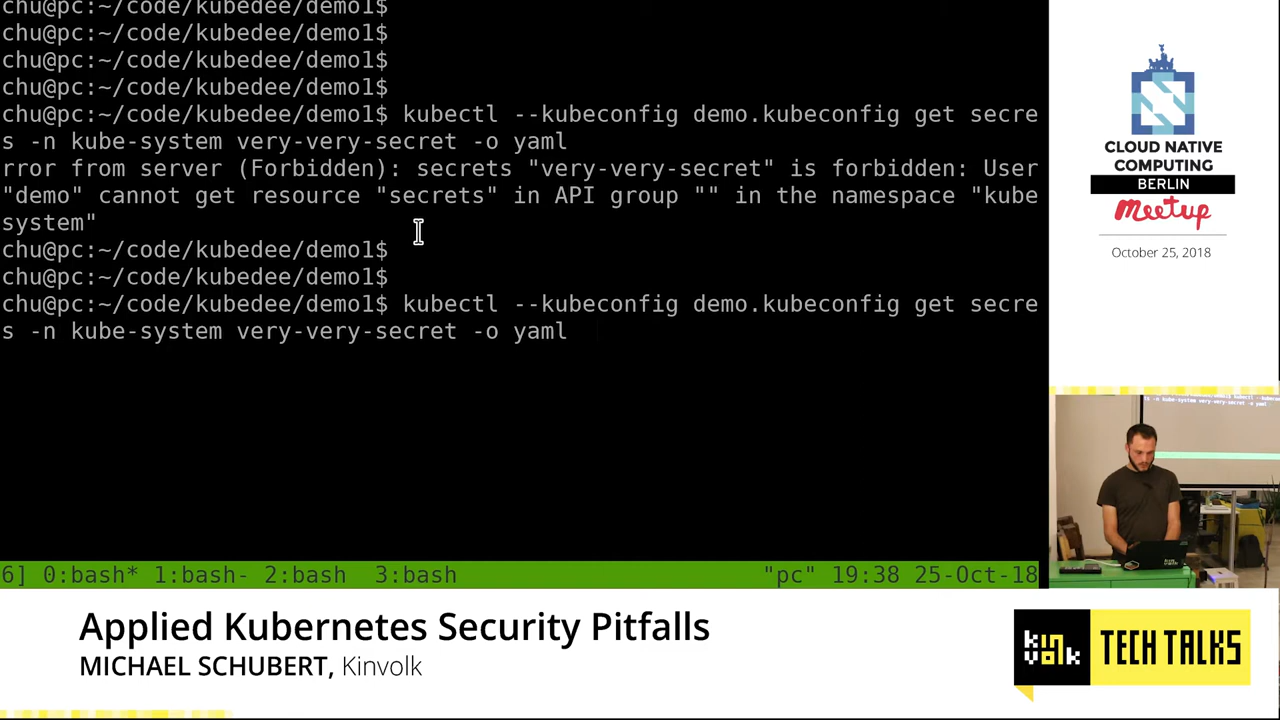 chu@pc:~/code/kubedee/demo1$
chu@pc:~/code/kubedee/demo1$
chu@pc:~/code/kubedee/demo1$
chu@pc:~/code/kubedee/demo1$
chu@pc:~/code/kubedee/demo1$ kubectl --kubeconfig demo.kubeconfig get secre
s -n kube-system very-very-secret -o yaml
rror from server (Forbidden): secrets "very-very-secret" is forbidden: User
"demo" cannot get resource "secrets" in API group "" in the namespace "kube
system"
chu@pc:~/code/kubedee/demo1$
chu@pc:~/code/kubedee/demo1$
chu@pc:~/code/kubedee/demo1$ kubectl --kubeconfig demo.kubeconfig get secre
s -n kube-system very-very-secret -o yaml
6] 0:bash* 1:bash- 2:bash 3:bash "pc" 19:38 25-Oct-18
CLOUD NATIVE
COMPUTING
BERLIN
Meetup
October 25, 2018
Applied Kubernetes Security Pitfalls
MICHAEL SCHUBERT, Kinvolk
kinvolk
TECH TALKS